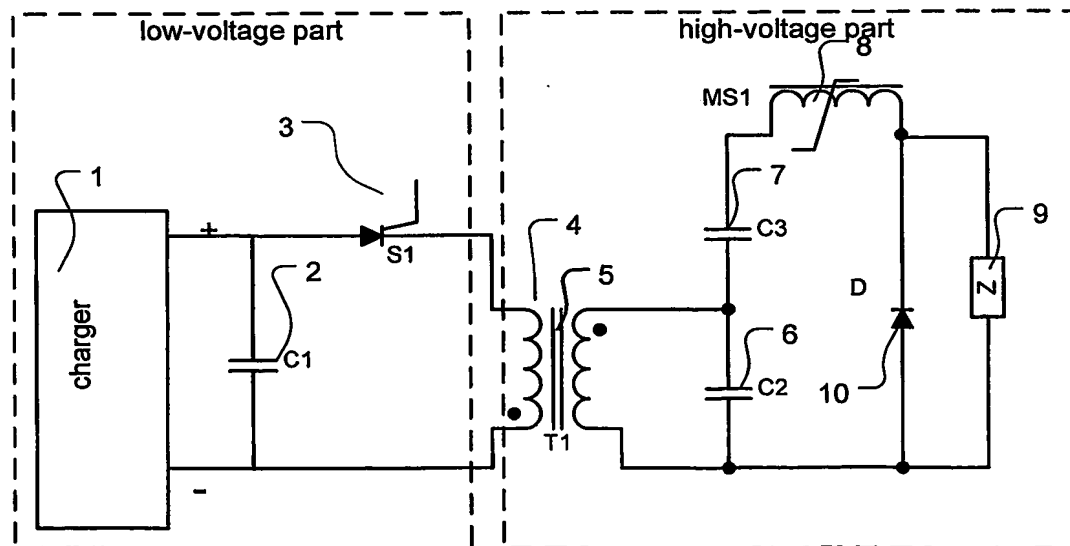 low-voltage part
high-voltage part
8
MS1
3
1
7
9
4
+
C3
S1
2
5
D
Z
charger
6
C1
C2
10
T1
-